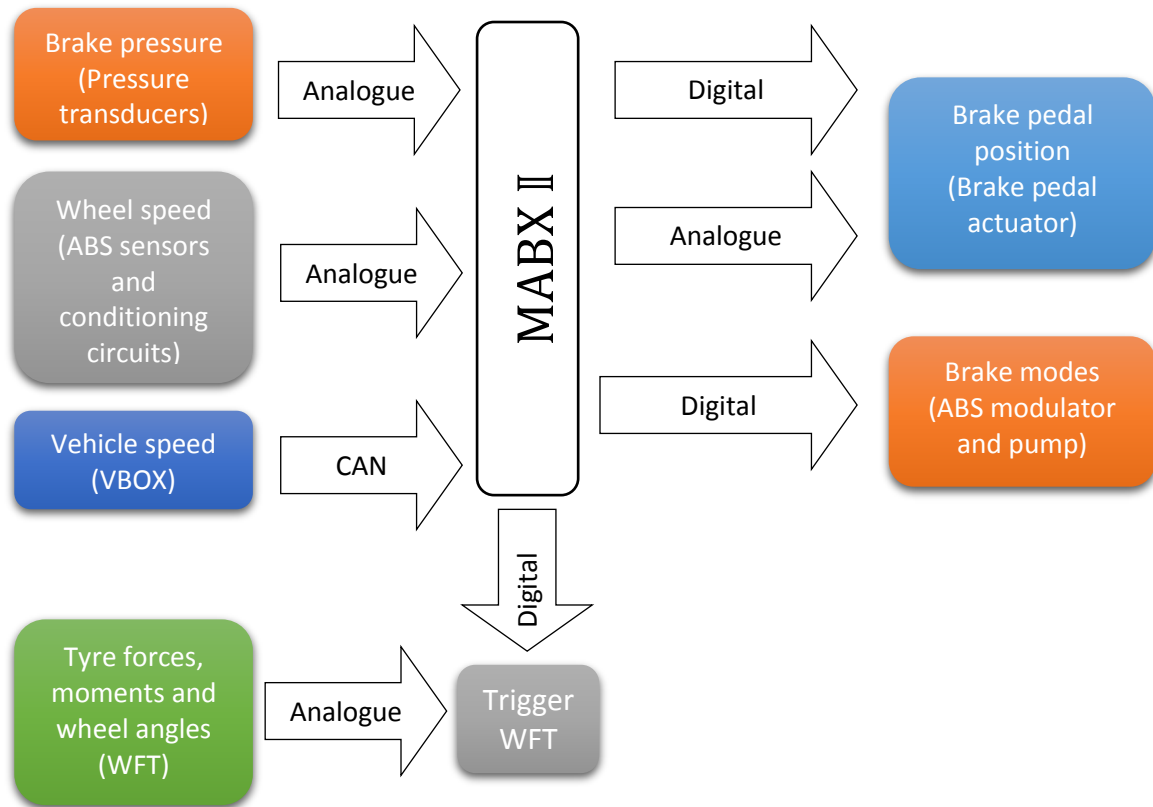 Brake pressure
(Pressure
transducers)
Analogue
Wheel speed
(ABS sensors
and
conditioning
circuits)
Analogue
Vehicle speed
(VBOX)
CAN
MABX II
Digital
Analogue
Brake pedal
position
(Brake pedal
actuator)
Digital
Brake modes
(ABS modulator
and pump)
Digital
Tyre forces,
moments and
wheel angles
(WFT)
Analogue
Trigger
WFT